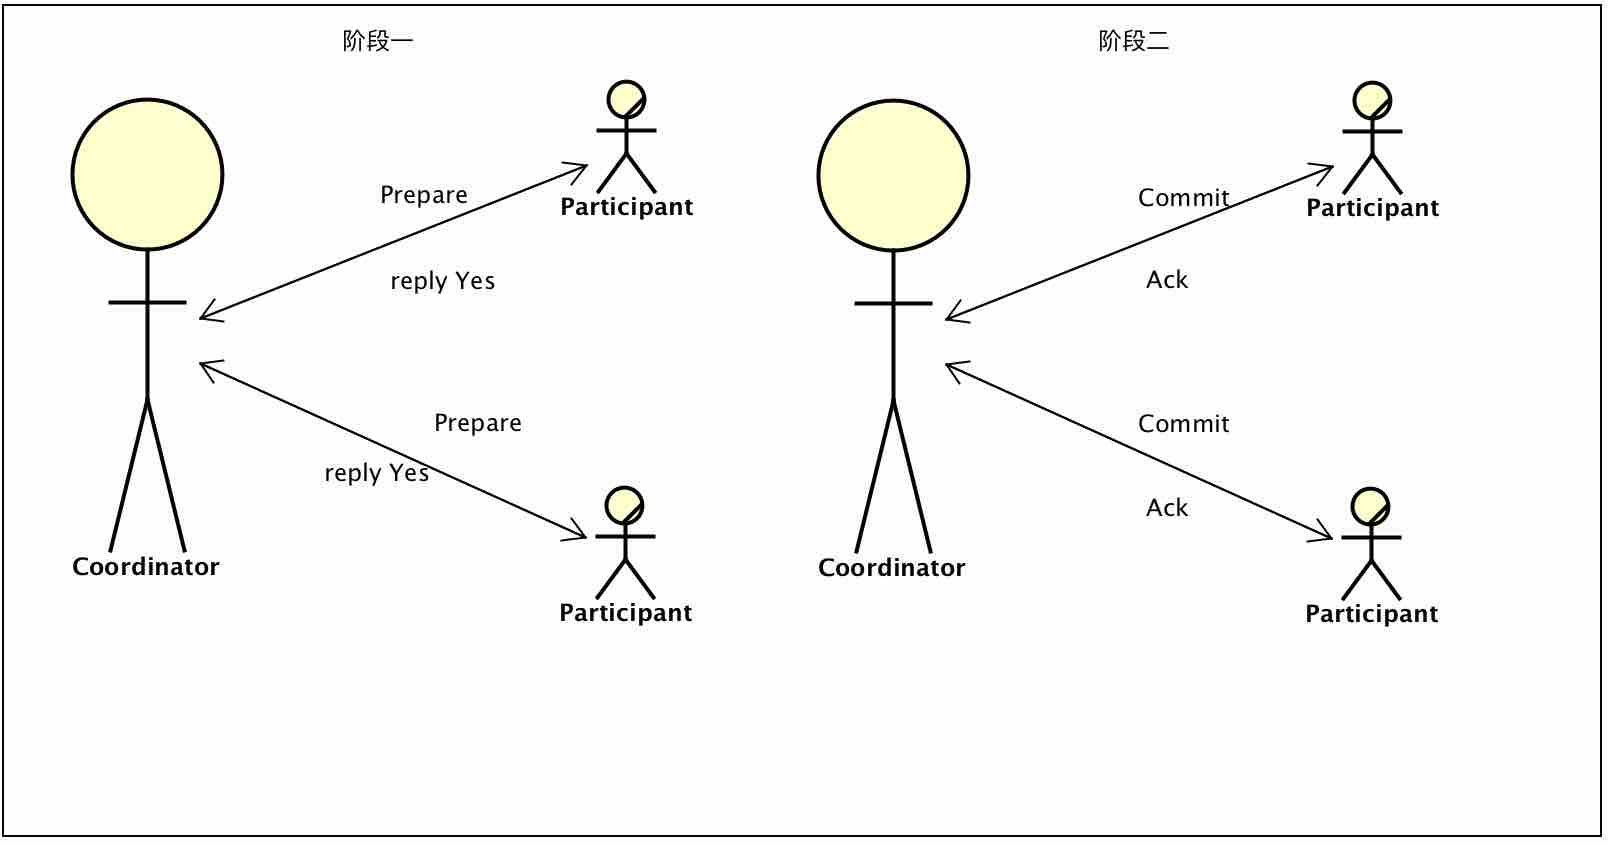 阶段一
Prepare
Participant
reply Yes
Prepare
reply Yes
Coordinator
Participant
阶段二
Commit
Participant
Ack
Commit
Ack
Coordinator
Participant